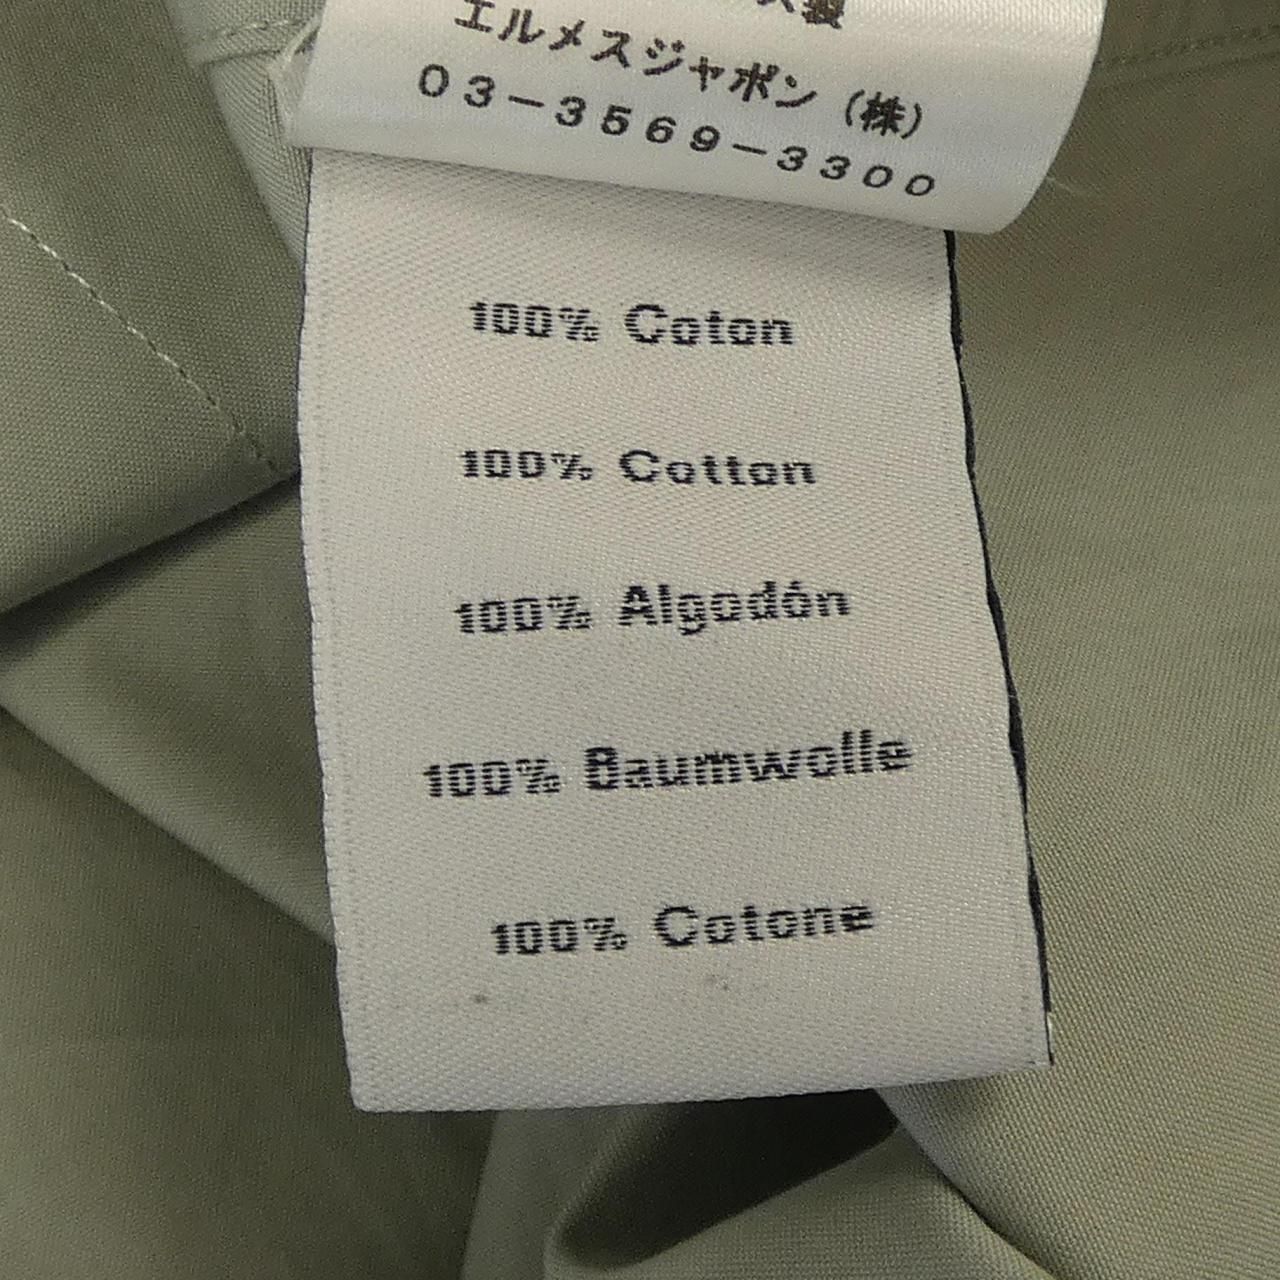 製
エルメスジャポン（株）
03-3569-3300
100% Coton
100% Cotton
100% Algodón
100% Baumwolle
100% Cotone